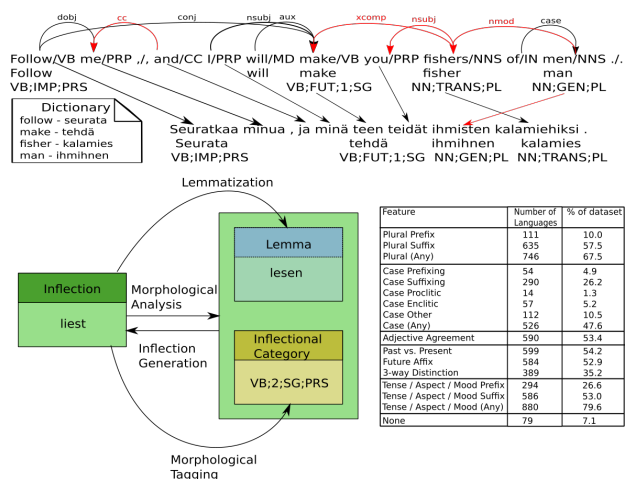 dobj cc conj nsubj aux xcomp nsubj nmod case
Follow/VB me/PRP ,/, and/CC I/PRP will/MD make/VB you/PRP fishers/NNS of/IN men/NNS ./.
Follow will make fisher man
VB;IMP;PRS VB;FUT;1;SG NN;TRANS;PL NN;GEN;PL
Dictionary
follow - seurata
make - tehdä
fisher - kalamies
man - ihmihnen
Seuratkaa minua , ja minä teen teidät ihmisten kalamiehiksi .
Seurata tehdä ihmihnen kalamies
VB;IMP;PRS VB;FUT;1;SG NN;GEN;PL NN;TRANS;PL
Lemmatization
Inflection
liest
Morphological
Analysis
Inflection
Generation
Lemma
lesen
Inflectional
Category
VB;2;SG;PRS
Morphological
Tagging
Feature Number of Languages % of dataset
Plural Prefix 111 10.0
Plural Suffix 635 57.5
Plural (Any) 746 67.5
Case Prefixing 54 4.9
Case Suffixing 290 26.2
Case Proclitic 14 1.3
Case Enclitic 57 5.2
Case Other 112 10.5
Case (Any) 526 47.6
Adjective Agreement 590 53.4
Past vs. Present 599 54.2
Future Affix 584 52.9
3-way Distinction 389 35.2
Tense / Aspect / Mood Prefix 294 26.6
Tense / Aspect / Mood Suffix 586 53.0
Tense / Aspect / Mood (Any) 880 79.6
None 79 7.1